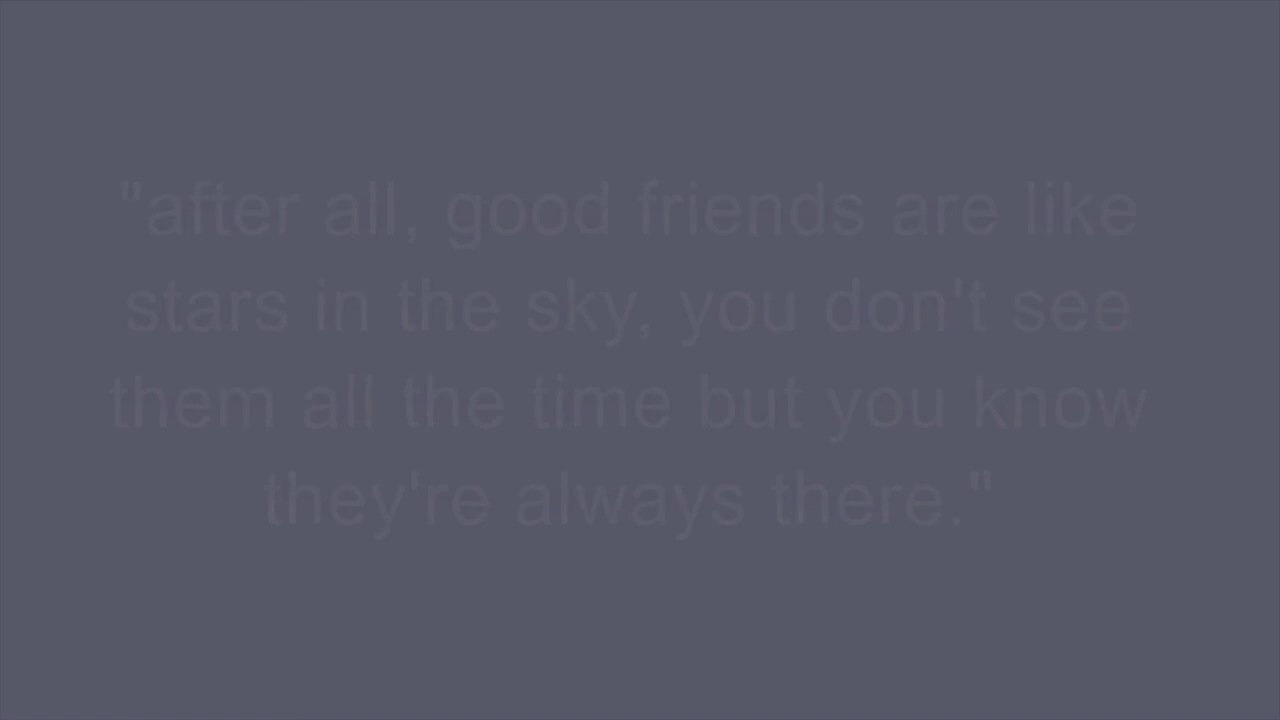 "after all, good friends are like
stars in the sky, you don't see
them all the time but you know
they're always there."